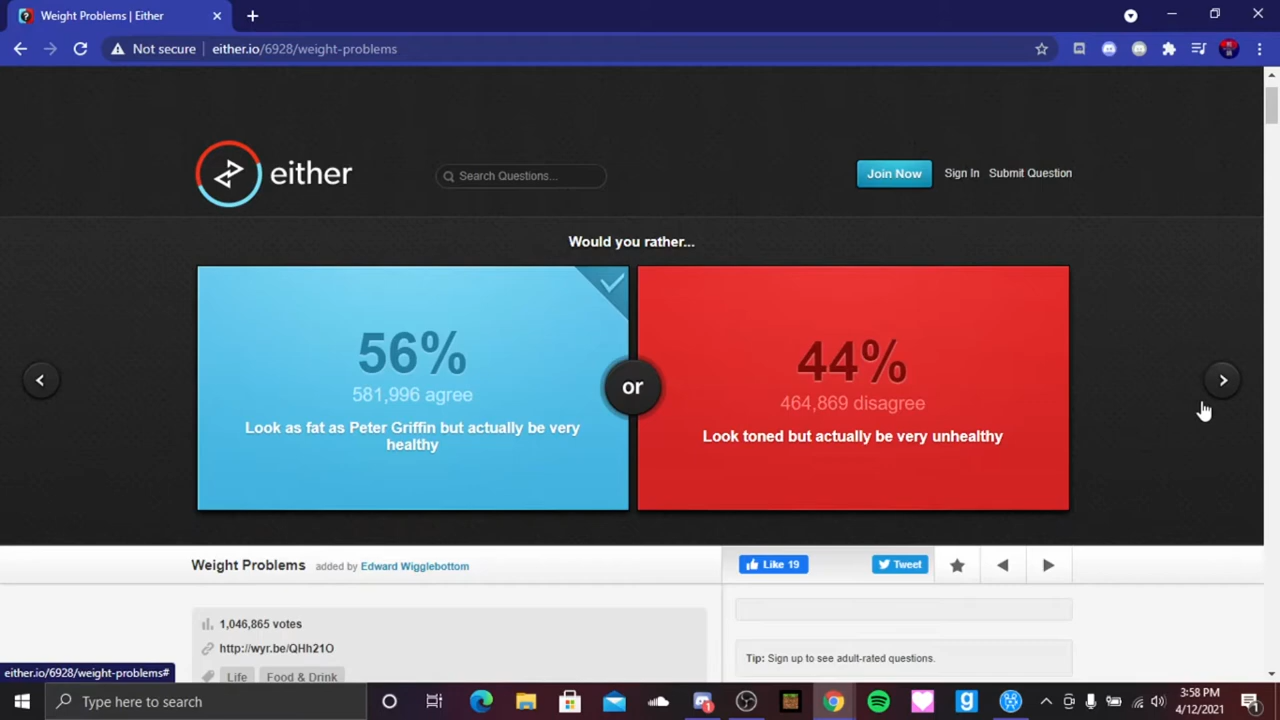 Weight Problems | Either
Not secure
either.io/6928/weight-problems
either
Search Questions...
Join Now
Sign In
Submit Question
Would you rather...
56%
581,996 agree
Look as fat as Peter Griffin but actually be very
healthy
or
44%
464,869 disagree
Look toned but actually be very unhealthy
Weight Problems added by Edward Wigglebottom
Like 19
Tweet
1,046,865 votes
http://wyr.be/QHh21O
Life
Food & Drink
Tip: Sign up to see adult-rated questions.
either.io/6928/weight-problems#
Type here to search
3:58 PM
4/12/2021